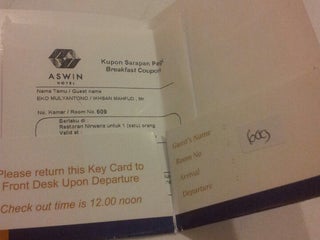 ASWIN
HOTEL
Kupon Sarapan
Breakfast Coupon
Nama Tamu / Guest name
EKO MULYANTONO / IKHSAN MAHFUD , Mr
No. Kamar / Room No. 609
Berlaku di :
Restoran Nirwana untuk 1 (satu) orang
Valid at :
Please return this Key Card to
Front Desk Upon Departure
Check out time is 12.00 noon
Guest's Name :
Room No : 609
Arrival
Departure